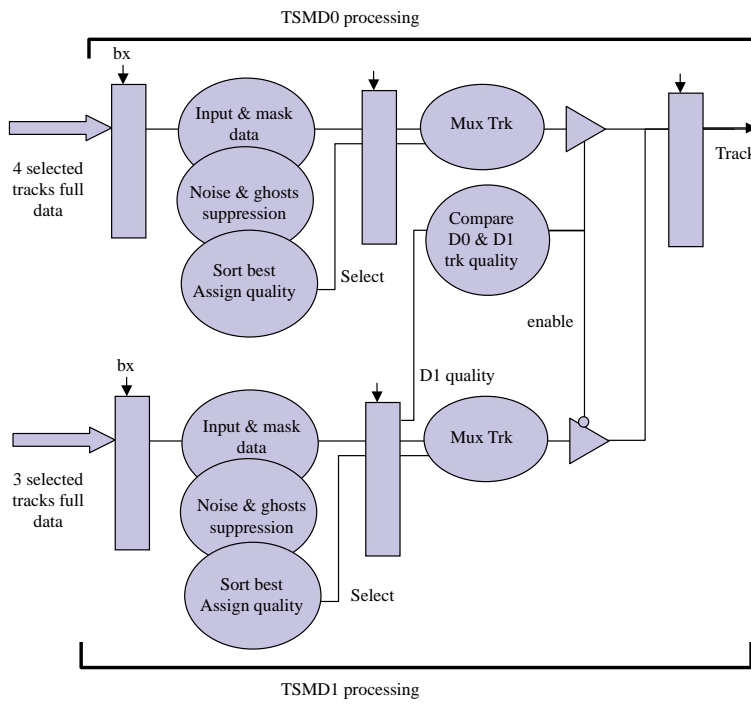 TSMD0 processing
bx
4 selected
tracks full
data
Input & mask
data
Noise & ghosts
suppression
Sort best
Assign quality
Select
Mux Trk
Compare
D0 & D1
trk quality
Track
enable
bx
D1 quality
3 selected
tracks full
data
Input & mask
data
Noise & ghosts
suppression
Sort best
Assign quality
Select
Mux Trk
TSMD1 processing